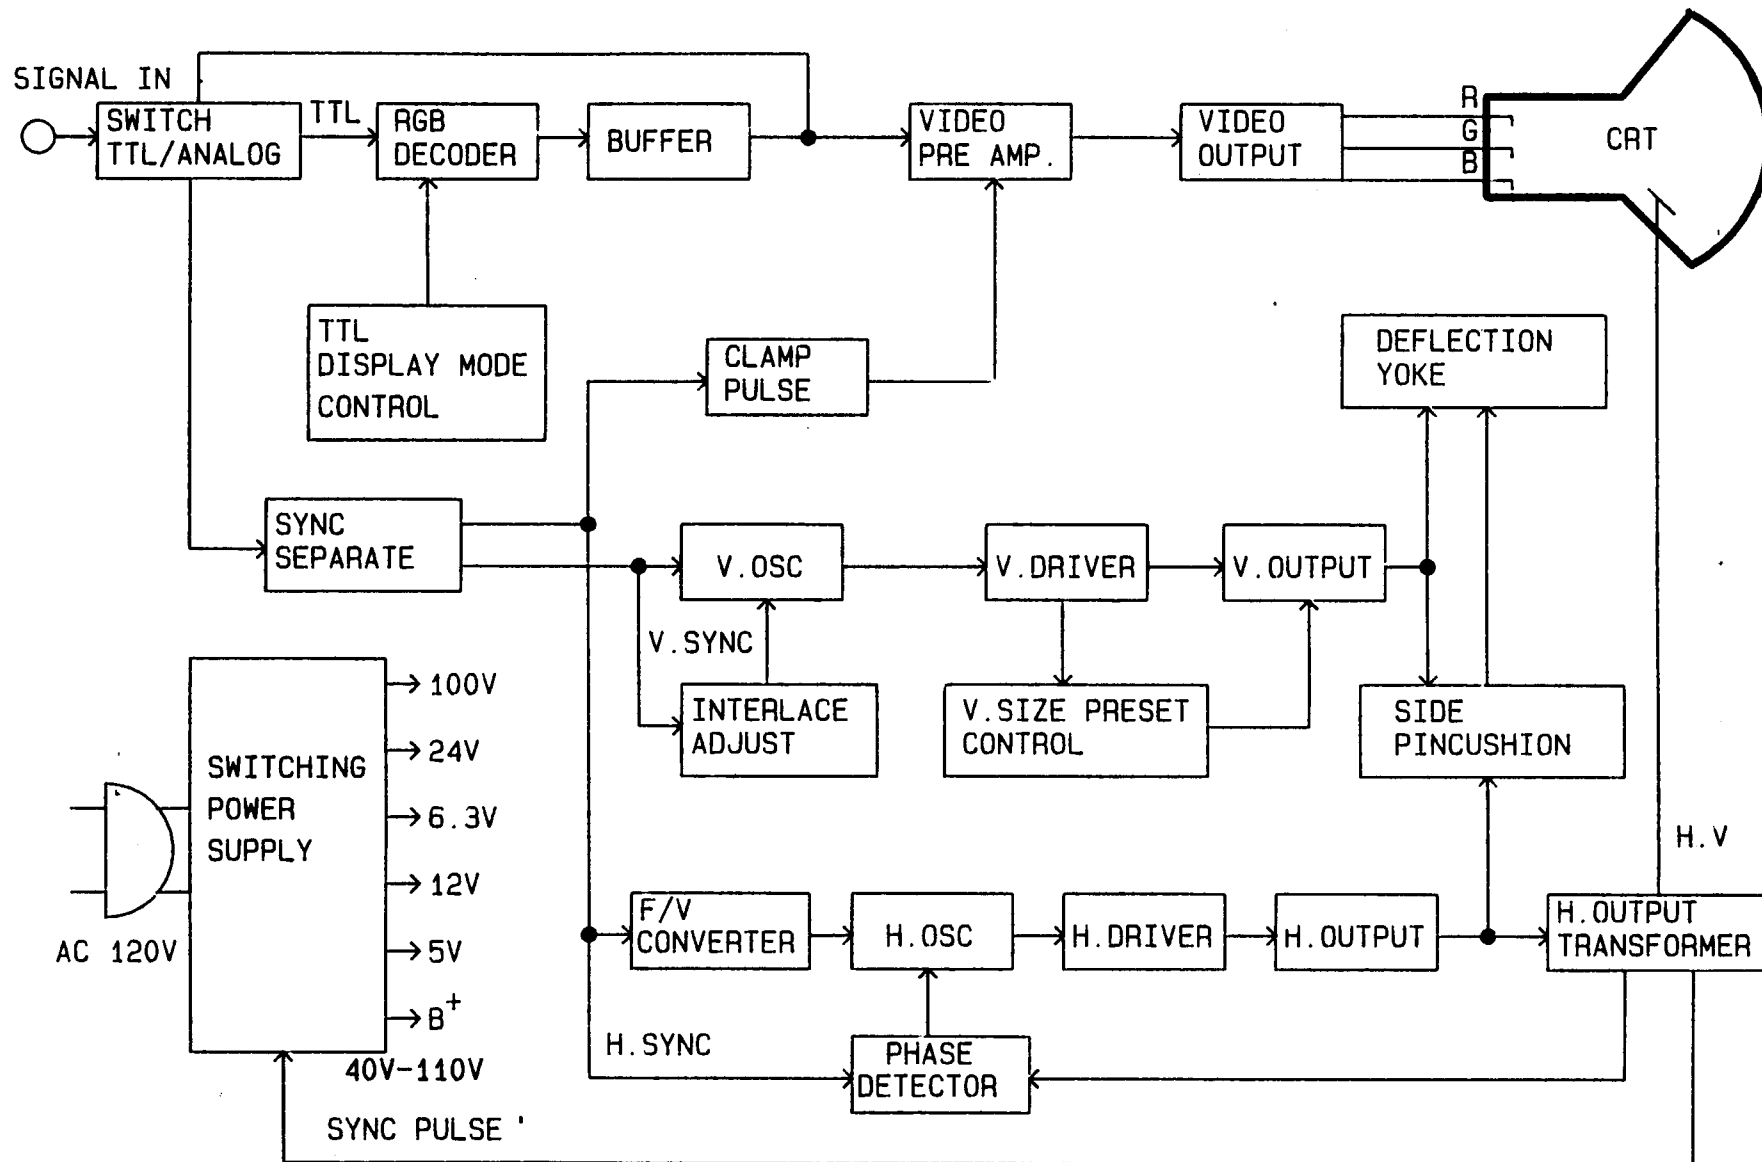 SIGNAL IN
SWITCH
TTL/ANALOG
TTL
RGB
DECODER
BUFFER
VIDEO
PRE AMP.
VIDEO
OUTPUT
R
G
B
CRT
TTL
DISPLAY MODE
CONTROL
CLAMP
PULSE
DEFLECTION
YOKE
SYNC
SEPARATE
V.OSC
V.DRIVER
V.OUTPUT
V.SYNC
INTERLACE
ADJUST
V.SIZE PRESET
CONTROL
SIDE
PINCUSHION
SWITCHING
POWER
SUPPLY
100V
24V
6.3V
12V
5V
B+
40V-110V
AC 120V
H.V
F/V
CONVERTER
H.OSC
H.DRIVER
H.OUTPUT
H.OUTPUT
TRANSFORMER
H.SYNC
PHASE
DETECTOR
SYNC PULSE